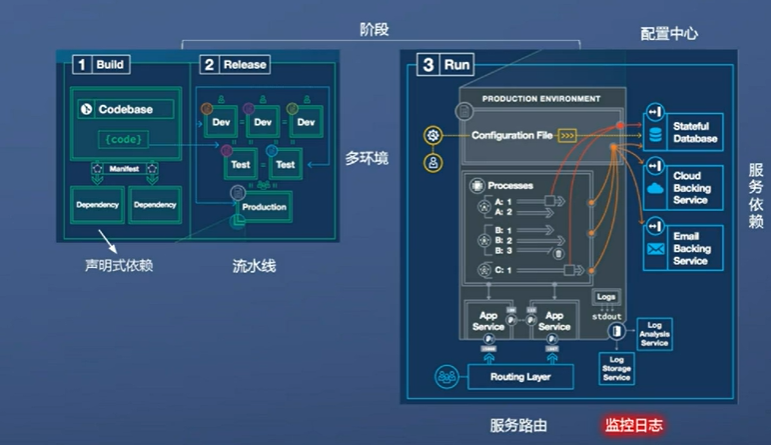 阶段
配置中心
1 Build
2 Release
3 Run
Codebase
{code}
Manifest
Dependency
Dependency
声明式依赖
Dev
Dev
Dev
Test
Test
Production
流水线
多环境
PRODUCTION ENVIRONMENT
Configuration File >>>
Processes
A: 1
A: 2
B: 1
B: 2
B: 3
C: 1
Logs
stdout
App
Service
App
Service
Routing Layer
Log
Analysis
Service
Log
Storage
Service
Stateful
Database
Cloud
Backing
Service
Email
Backing
Service
服务依赖
服务路由
监控日志